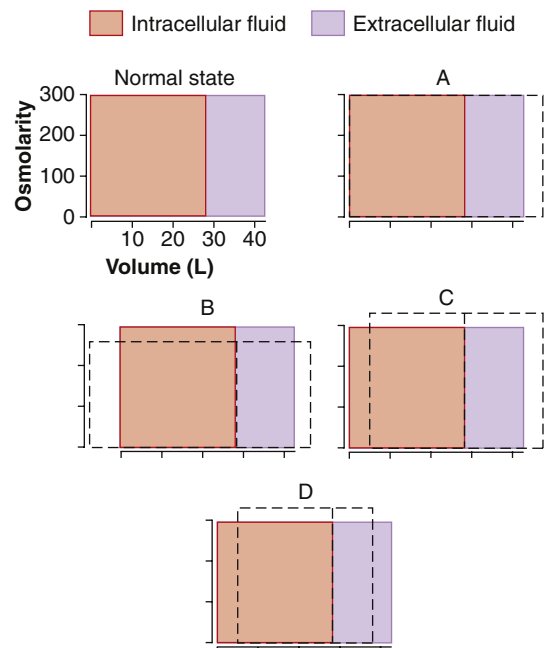 Intracellular fluid Extracellular fluid
Normal state
A
Osmolarity
300
200
100
0
10 20 30 40
Volume (L)
B
C
D